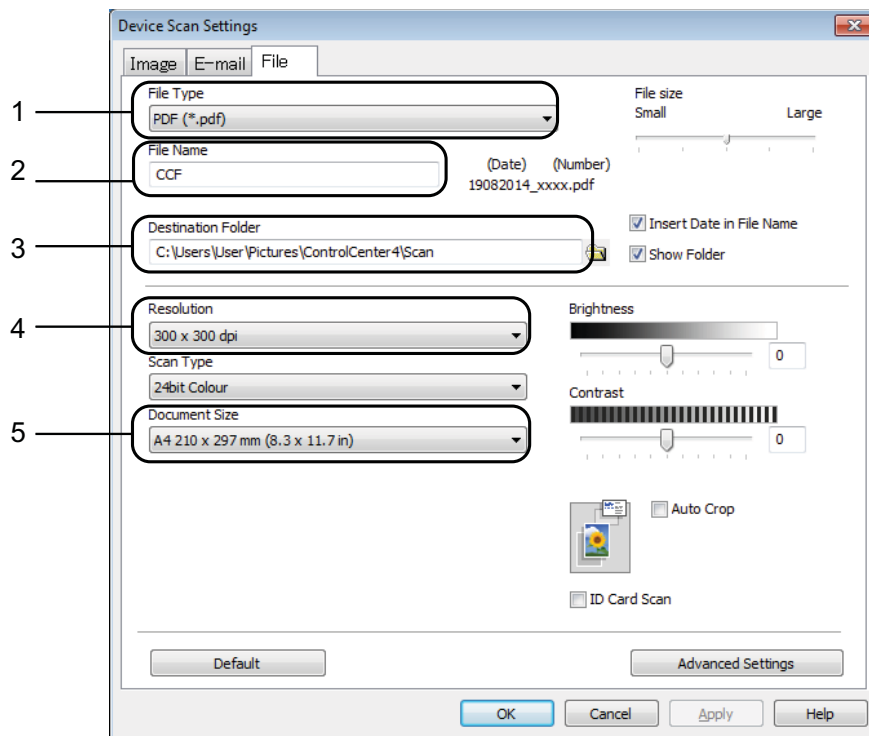 Device Scan Settings
Image E-mail File
1
File Type
PDF (*.pdf)
File size
Small Large
2
File Name
CCF
(Date) (Number)
19082014_xxxx.pdf
3
Destination Folder
C:\Users\User\Pictures\ControlCenter4\Scan
Insert Date in File Name
Show Folder
4
Resolution
300 x 300 dpi
Scan Type
24bit Colour
5
Document Size
A4 210 x 297 mm (8.3 x 11.7 in)
Brightness
0
Contrast
0
Auto Crop
ID Card Scan
Default
Advanced Settings
OK Cancel Apply Help